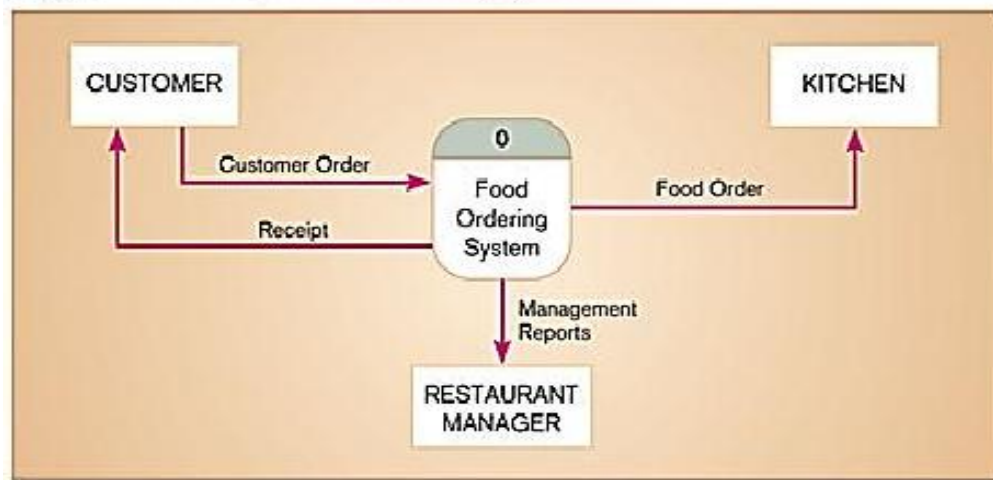 CUSTOMER
KITCHEN
0
Customer Order
Food
Ordering
System
Food Order
Receipt
Management
Reports
RESTAURANT
MANAGER